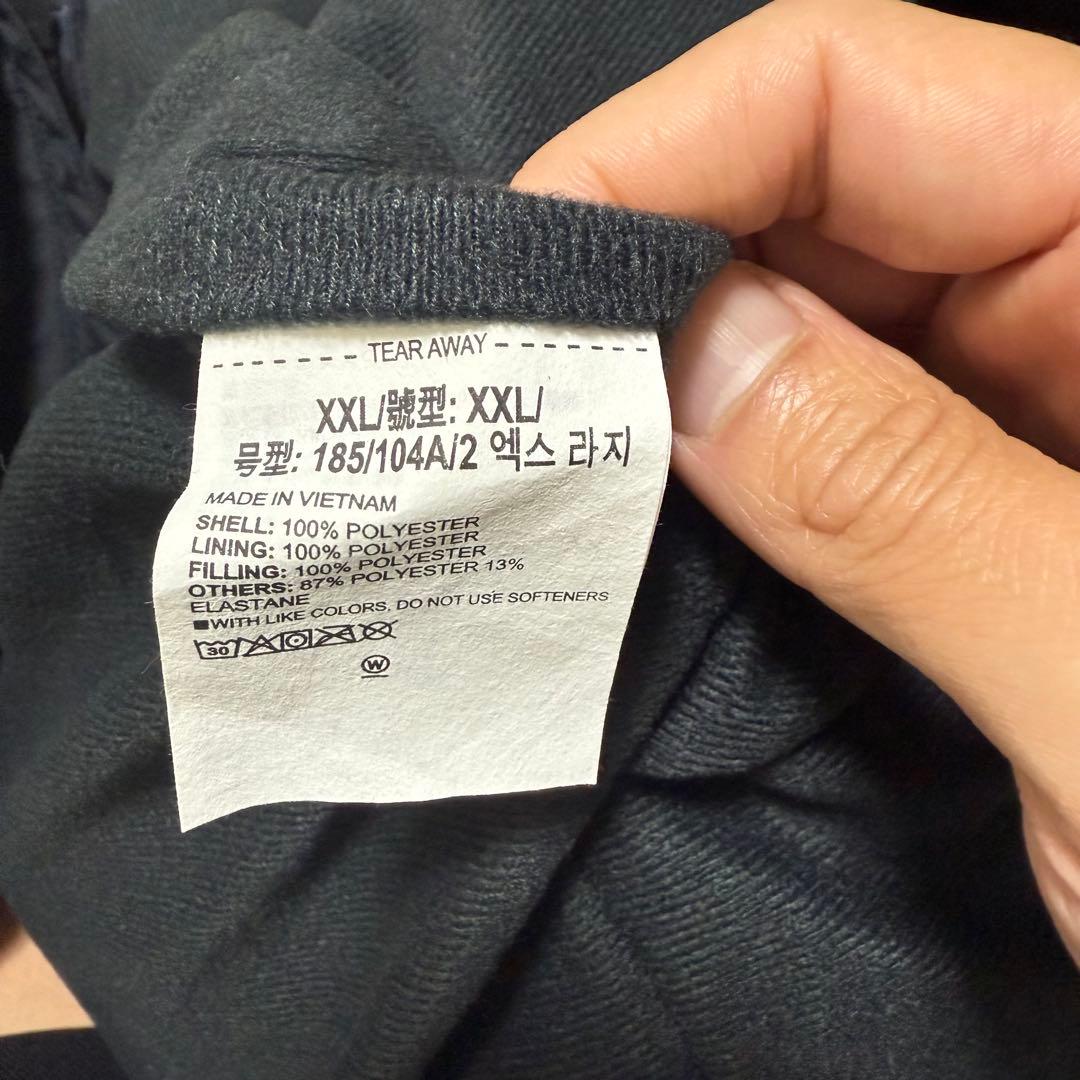 TEAR AWAY
XXL/號型: XXL/
号型: 185/104A/2 엑스 라지
MADE IN VIETNAM
SHELL: 100% POLYESTER
LINING: 100% POLYESTER
FILLING: 100% POLYESTER
OTHERS: 87% POLYESTER 13%
ELASTANE
■WITH LIKE COLORS, DO NOT USE SOFTENERS
30
W